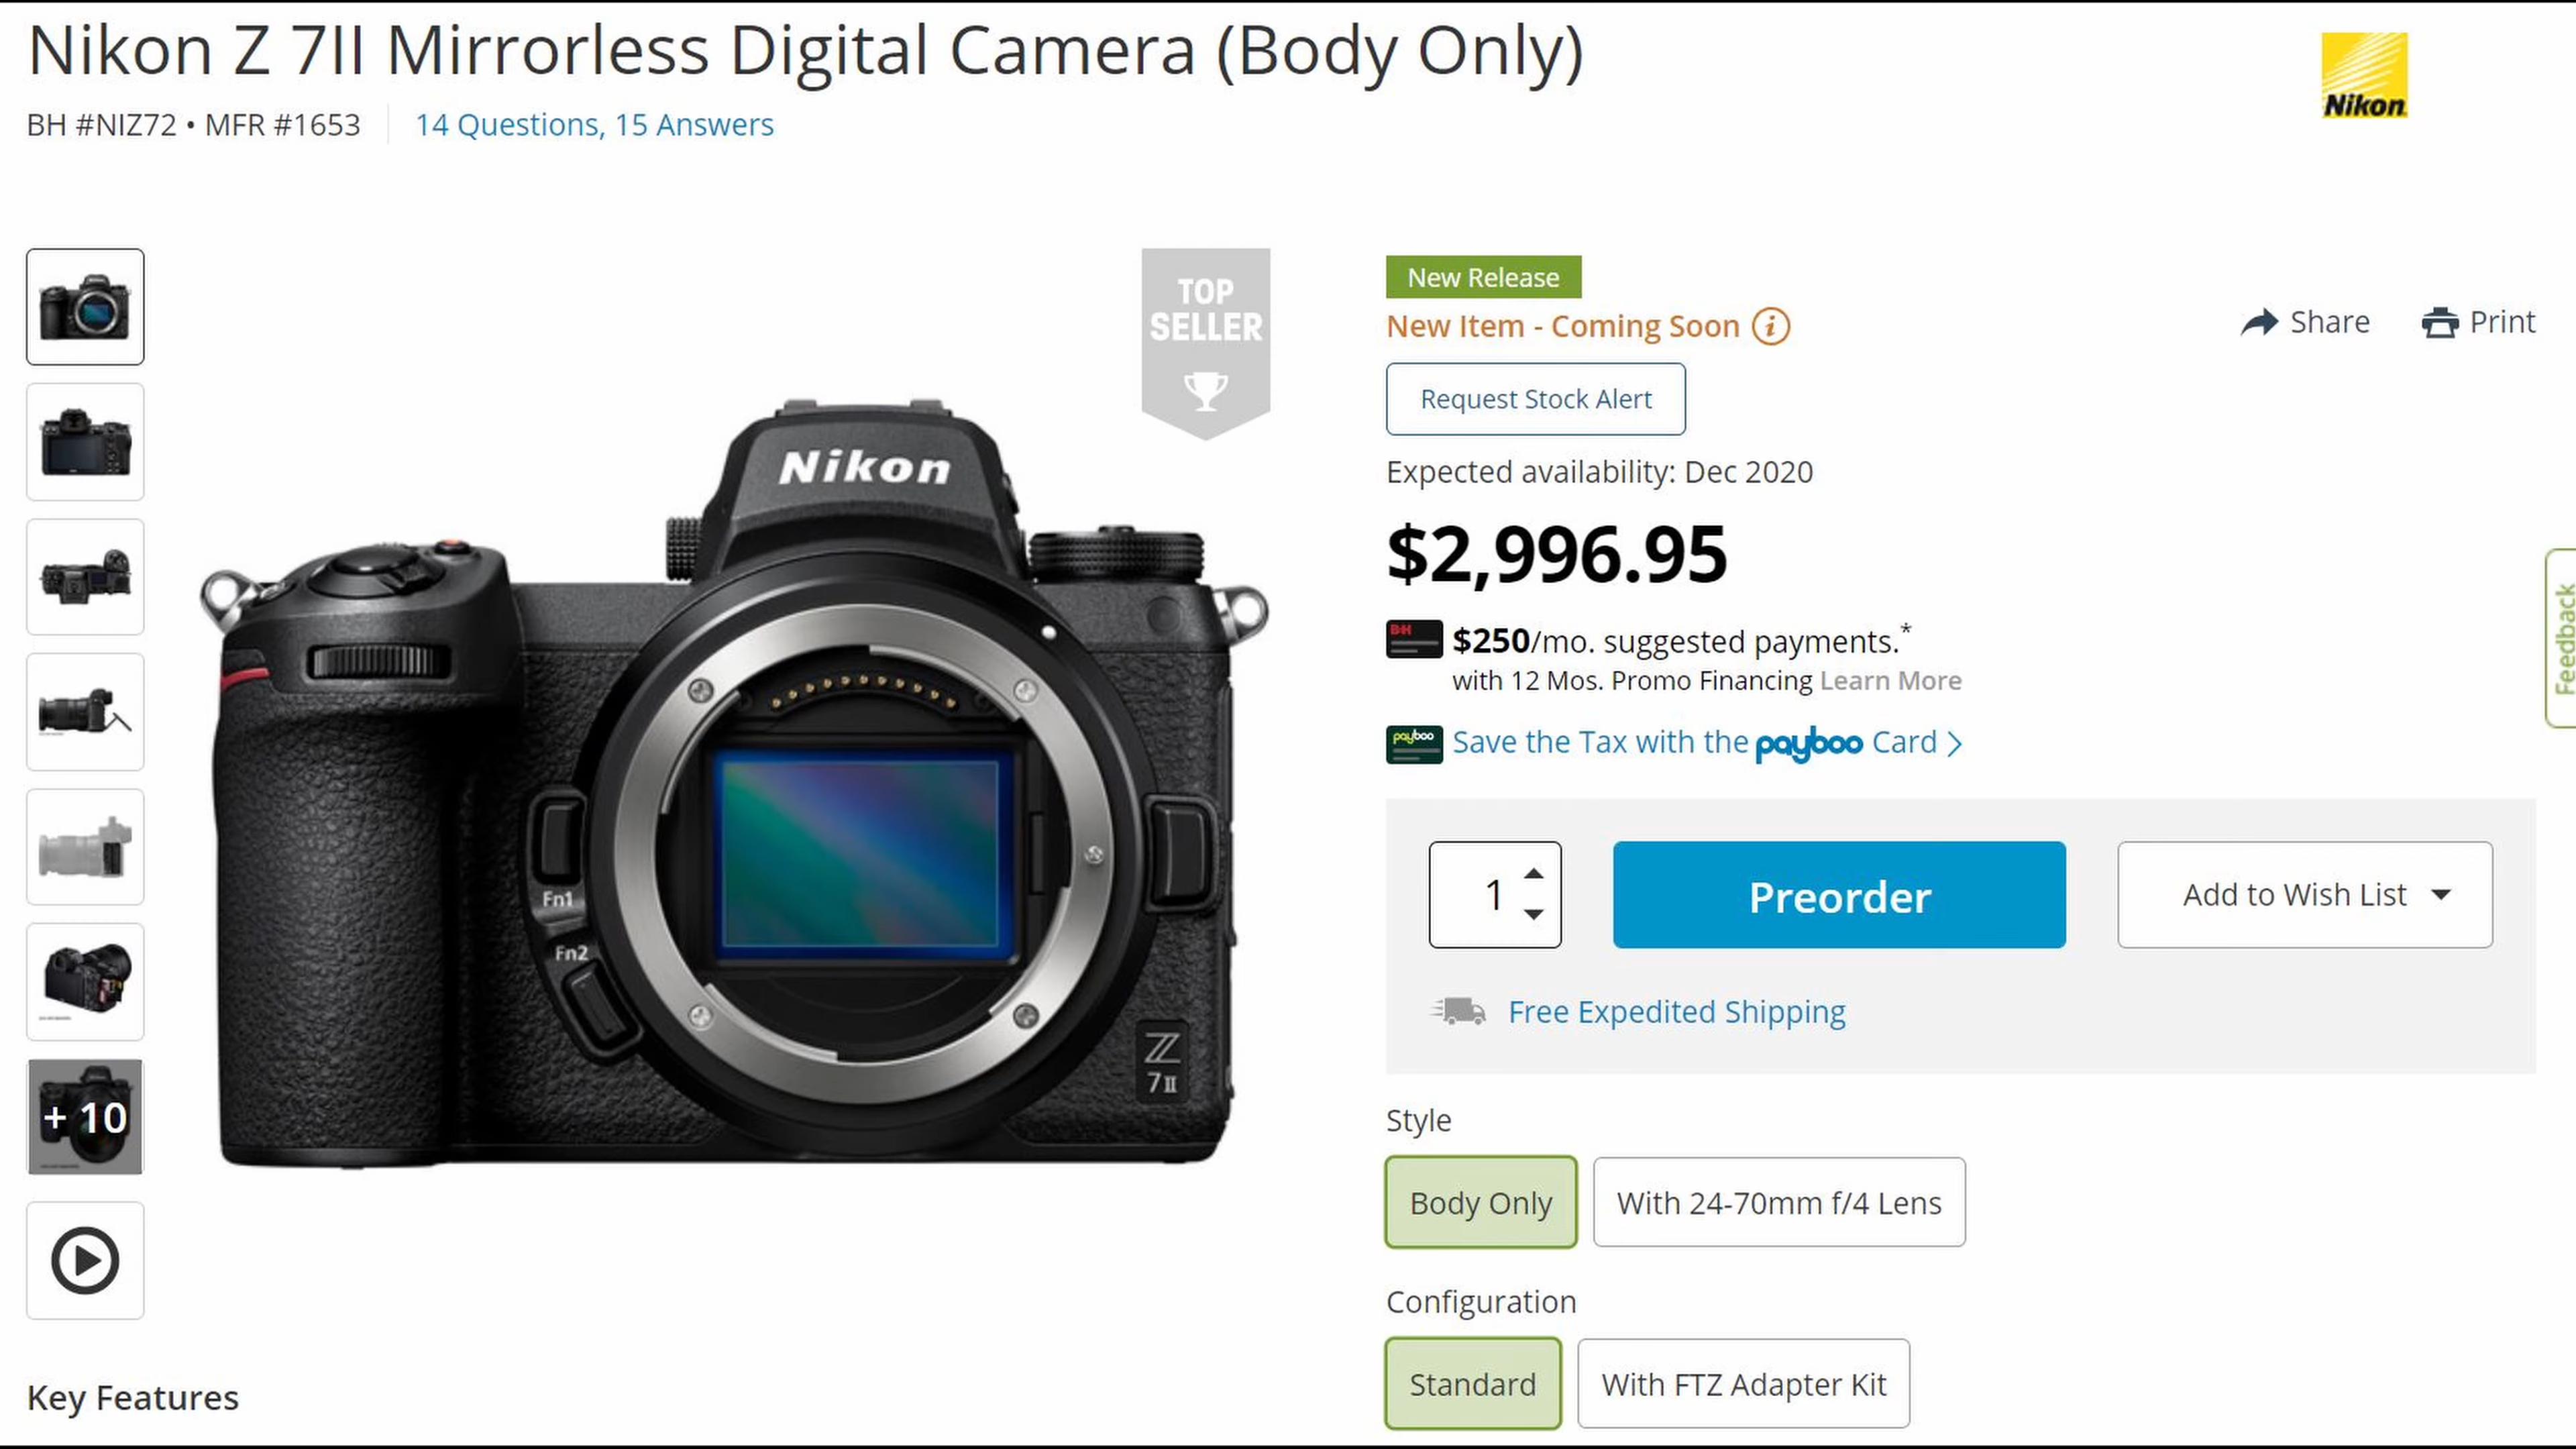 Nikon Z 7II Mirrorless Digital Camera (Body Only)
Nikon
BH #NIZ72 • MFR #1653
14 Questions, 15 Answers
TOP
SELLER
New Release
New Item - Coming Soon
Share
Print
Request Stock Alert
Expected availability: Dec 2020
$2,996.95
B&H
$250/mo. suggested payments.*
with 12 Mos. Promo Financing Learn More
payboo
Save the Tax with the payboo Card
Feedback
1
Preorder
Add to Wish List
Free Expedited Shipping
Nikon
Fn1
Fn2
Z
7II
+ 10
Style
Body Only
With 24-70mm f/4 Lens
Configuration
Standard
With FTZ Adapter Kit
Key Features